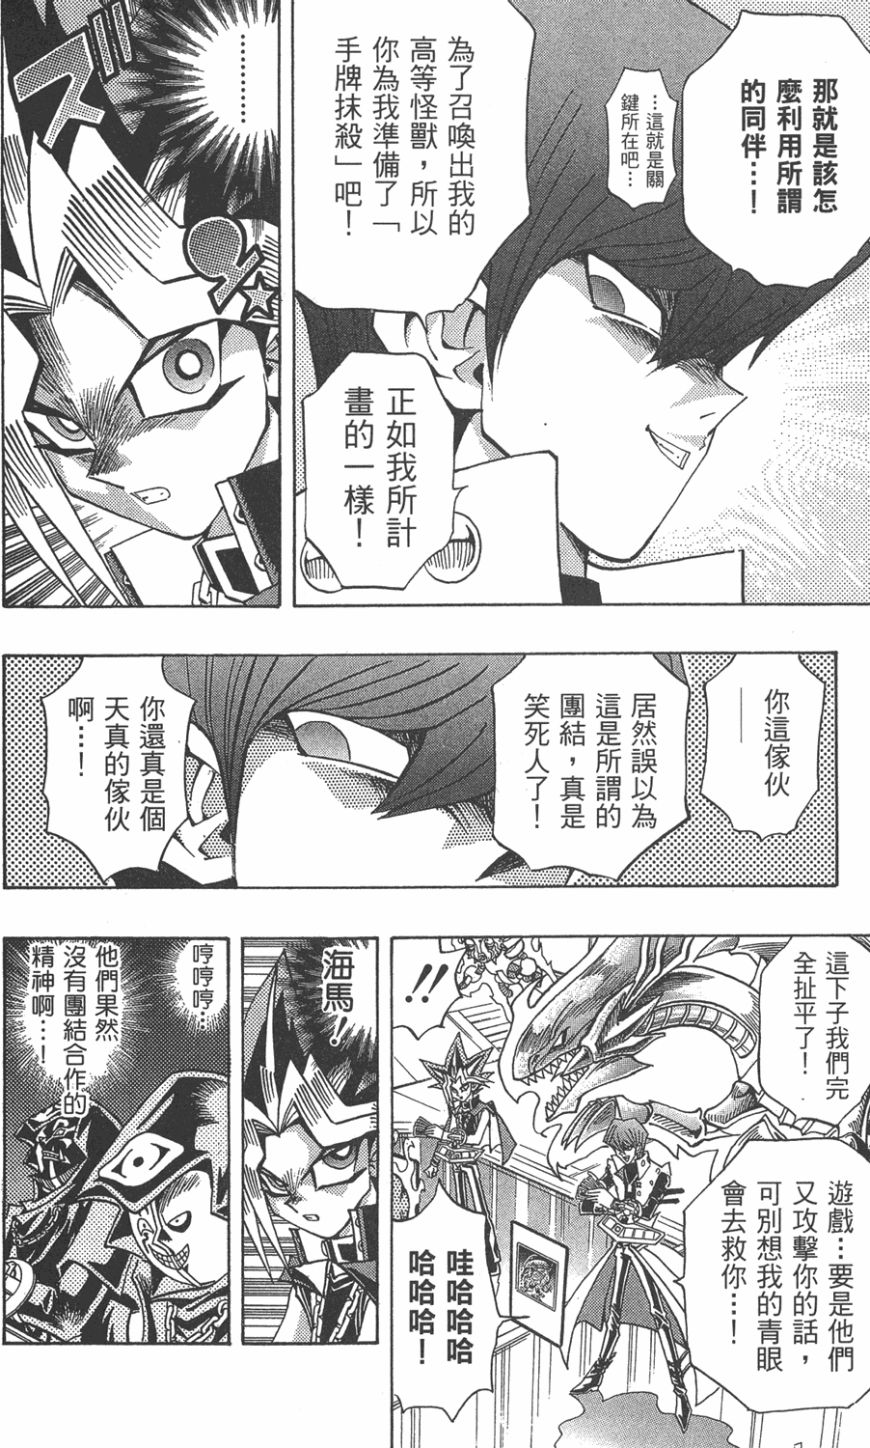 那就是該怎
麼利用所謂
的同伴…！
…這就是關
鍵所在吧…
為了召喚出我的
高等怪獸，所以
你為我準備了「
手牌抹殺」吧！
正如我所計
畫的一樣！
………
ズ
你這傢伙
——
居然誤以為
這是所謂的
團結，真是
笑死人了！
你還真是個
天真的傢伙
啊…！
這下子我們完
全扯平了！
遊戲…要是他們
又攻擊你的話，
可別想我的青眼
會去救你…！
!!
哇哈哈哈
哈哈哈！
海馬！
哼哼哼…
他們果然
沒有團結合作的
精神啊…！